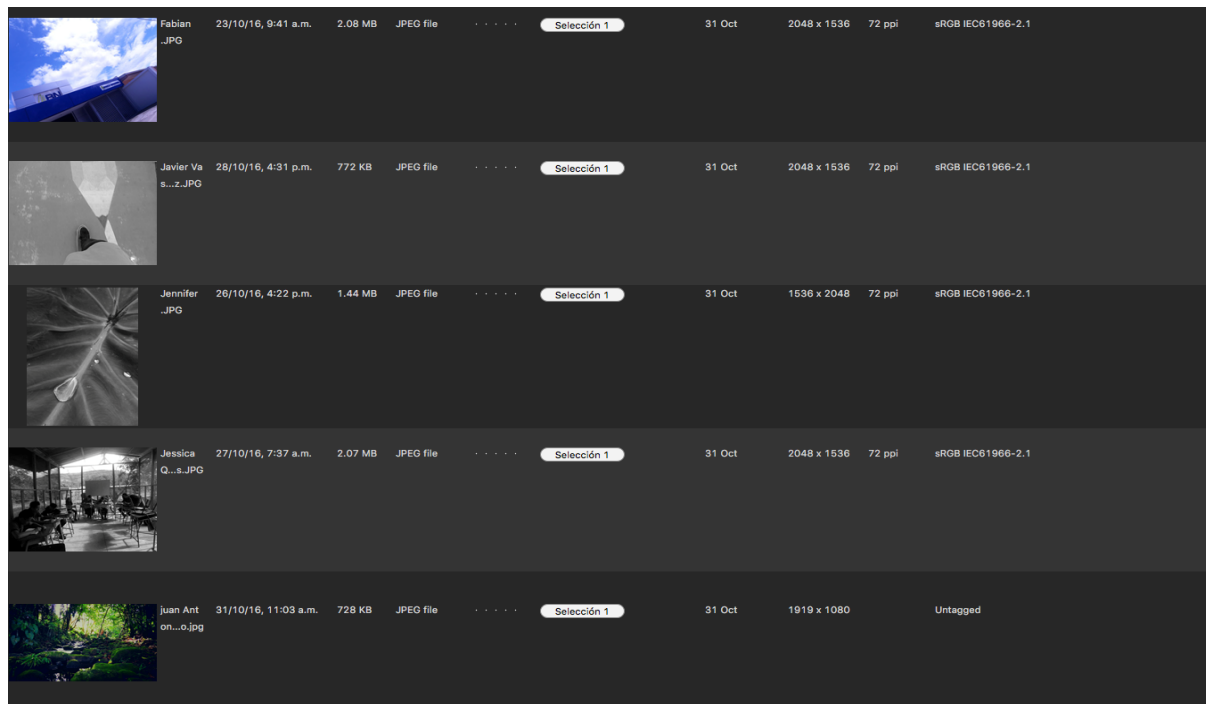 Fabian 23/10/16, 9:41 a.m. 2.08 MB JPEG file · · · · · Selección 1 31 Oct 2048 x 1536 72 ppi sRGB IEC61966-2.1
.JPG
Javier Va 28/10/16, 4:31 p.m. 772 KB JPEG file · · · · · Selección 1 31 Oct 2048 x 1536 72 ppi sRGB IEC61966-2.1
s...z.JPG
Jennifer 26/10/16, 4:22 p.m. 1.44 MB JPEG file · · · · · Selección 1 31 Oct 1536 x 2048 72 ppi sRGB IEC61966-2.1
.JPG
Jessica 27/10/16, 7:37 a.m. 2.07 MB JPEG file · · · · · Selección 1 31 Oct 2048 x 1536 72 ppi sRGB IEC61966-2.1
Q...s.JPG
juan Ant 31/10/16, 11:03 a.m. 728 KB JPEG file · · · · · Selección 1 31 Oct 1919 x 1080 Untagged
on...o.jpg